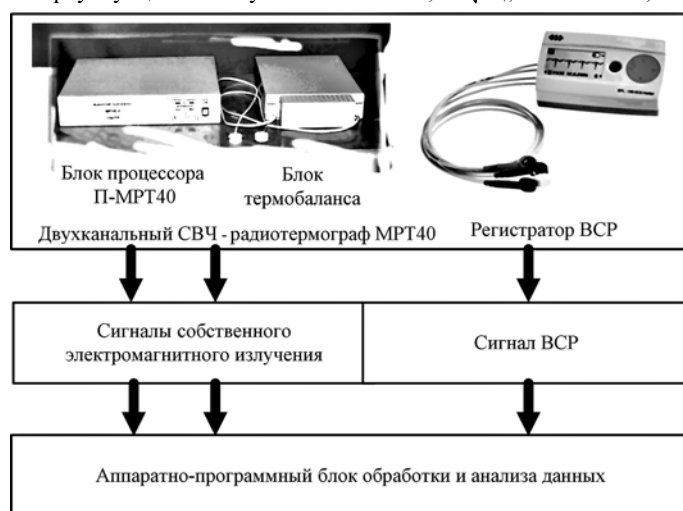 Блок процессора
П-МРТ40
Блок
термобаланса
Двухканальный СВЧ - радиотермограф МРТ40
Регистратор ВСР
Сигналы собственного
электромагнитного излучения
Сигнал ВСР
Аппаратно-программный блок обработки и анализа данных